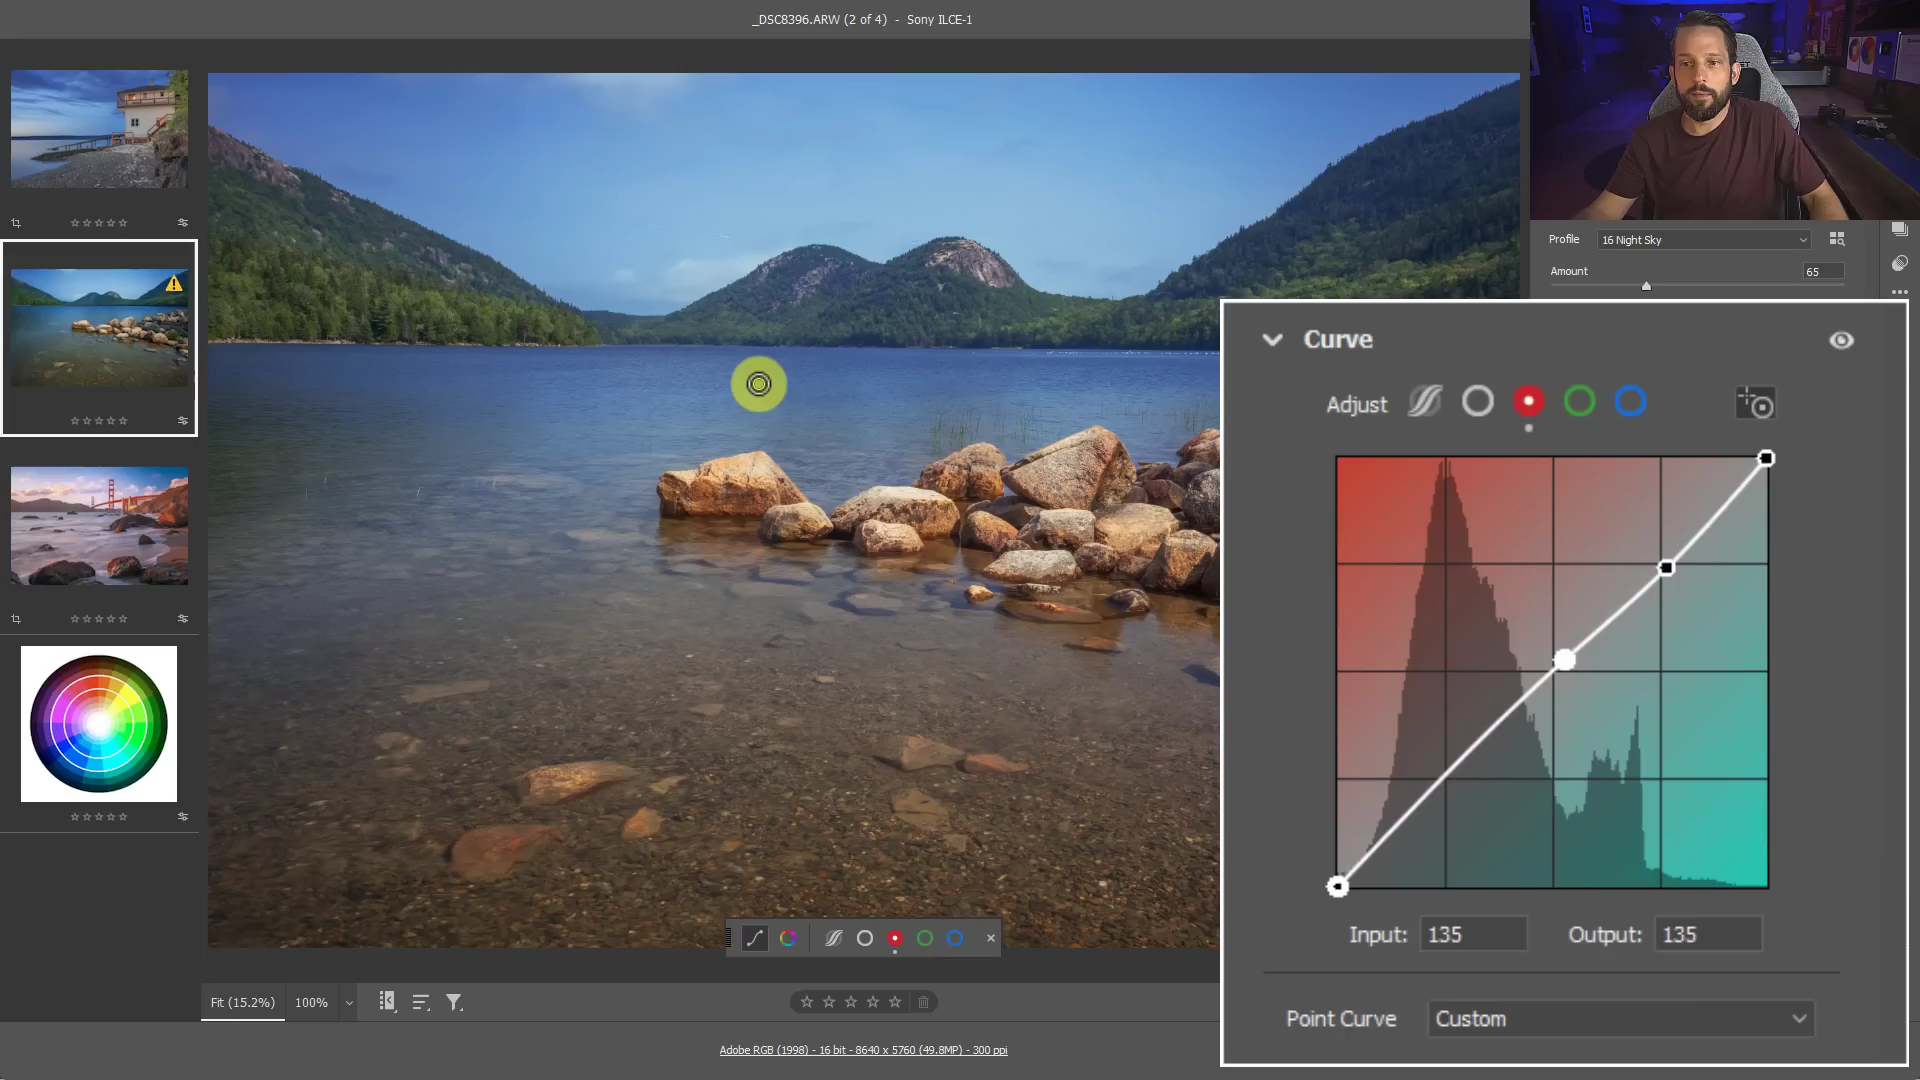 _DSC8396.ARW (2 of 4) - Sony ILCE-1
Profile
16 Night Sky
Amount
65
Curve
Adjust
Input: 135
Output: 135
Point Curve
Custom
Fit (15.2%)
100%
Adobe RGB (1998) - 16 bit - 8640 x 5760 (49.8MP) - 300 ppi